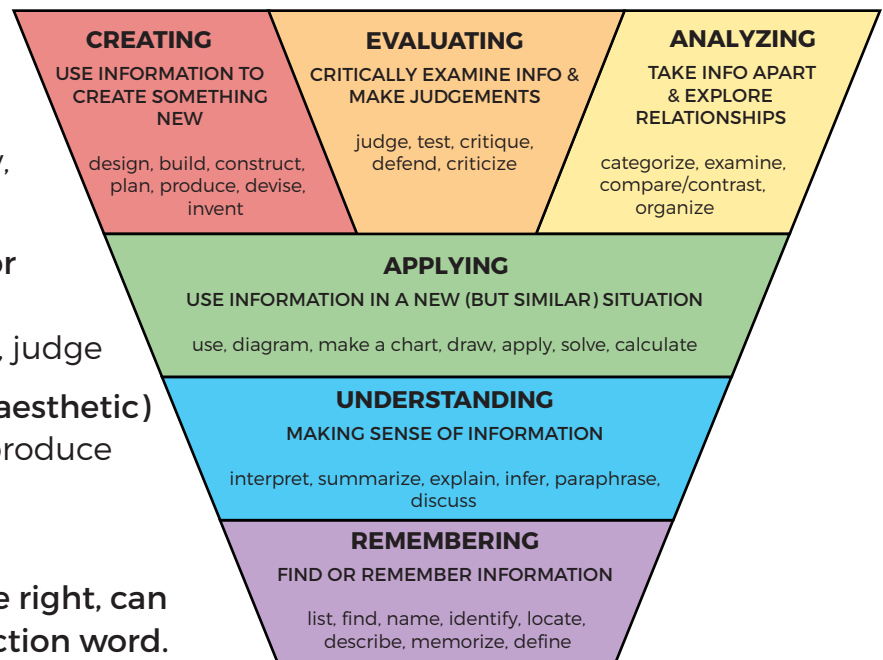 CREATING
USE INFORMATION TO
CREATE SOMETHING
NEW
design, build, construct,
plan, produce, devise,
invent
EVALUATING
CRITICALLY EXAMINE INFO &
MAKE JUDGEMENTS
judge, test, critique,
defend, criticize
ANALYZING
TAKE INFO APART
& EXPLORE
RELATIONSHIPS
categorize, examine,
compare/contrast,
organize
APPLYING
USE INFORMATION IN A NEW (BUT SIMILAR) SITUATION
use, diagram, make a chart, draw, apply, solve, calculate
UNDERSTANDING
MAKING SENSE OF INFORMATION
interpret, summarize, explain, infer, paraphrase,
discuss
REMEMBERING
FIND OR REMEMBER INFORMATION
list, find, name, identify, locate,
describe, memorize, define
, judge
aesthetic)
right, can
word.